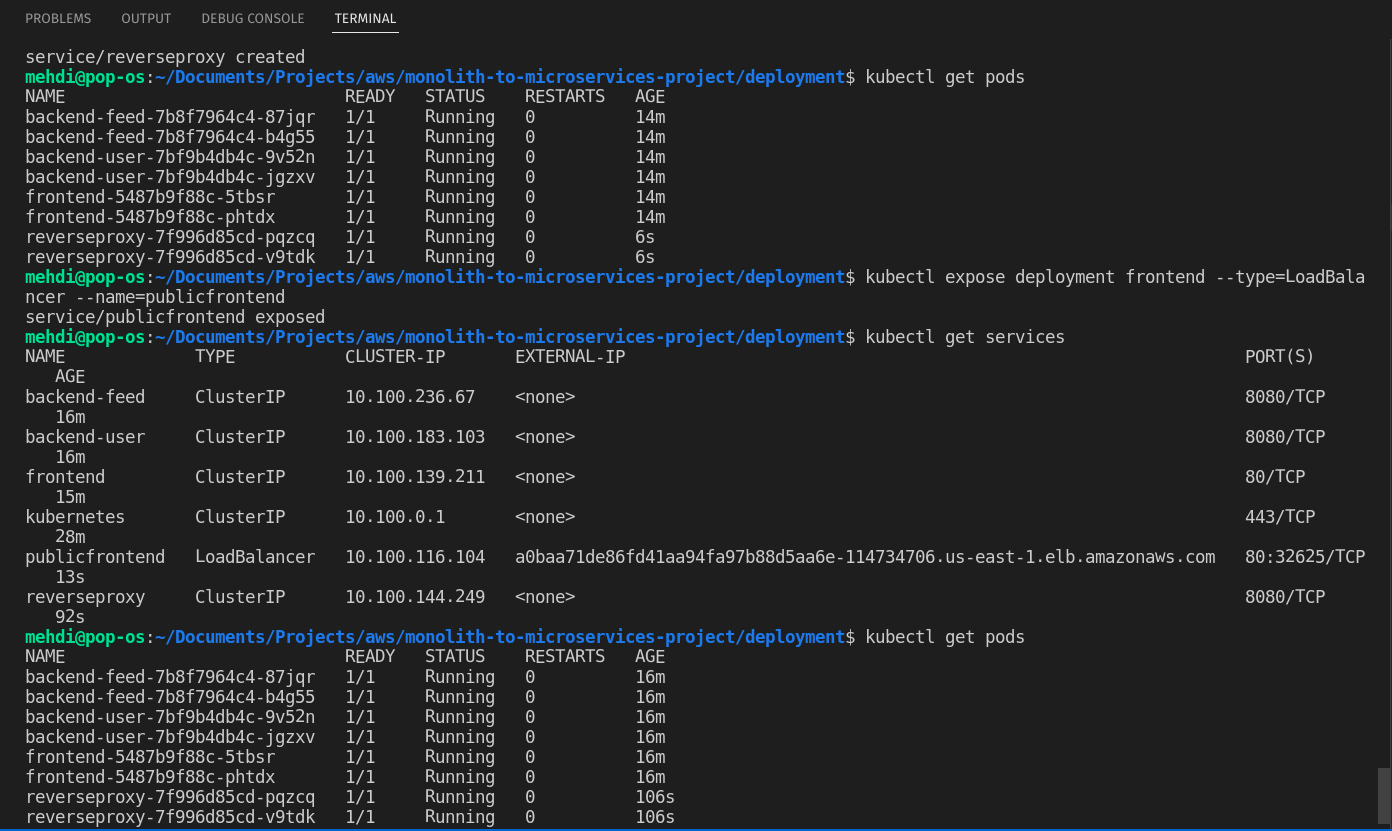 PROBLEMS OUTPUT DEBUG CONSOLE TERMINAL
service/reverseproxy created
mehdi@pop-os:~/Documents/Projects/aws/monolith-to-microservices-project/deployment$ kubectl get pods
NAME READY STATUS RESTARTS AGE
backend-feed-7b8f7964c4-87jqr 1/1 Running 0 14m
backend-feed-7b8f7964c4-b4g55 1/1 Running 0 14m
backend-user-7bf9b4db4c-9v52n 1/1 Running 0 14m
backend-user-7bf9b4db4c-jgzxv 1/1 Running 0 14m
frontend-5487b9f88c-5tbsr 1/1 Running 0 14m
frontend-5487b9f88c-phtdx 1/1 Running 0 14m
reverseproxy-7f996d85cd-pqzcq 1/1 Running 0 6s
reverseproxy-7f996d85cd-v9tdk 1/1 Running 0 6s
mehdi@pop-os:~/Documents/Projects/aws/monolith-to-microservices-project/deployment$ kubectl expose deployment frontend --type=LoadBala
ncer --name=publicfrontend
service/publicfrontend exposed
mehdi@pop-os:~/Documents/Projects/aws/monolith-to-microservices-project/deployment$ kubectl get services
NAME TYPE CLUSTER-IP EXTERNAL-IP PORT(S)
AGE
backend-feed ClusterIP 10.100.236.67 <none> 8080/TCP
16m
backend-user ClusterIP 10.100.183.103 <none> 8080/TCP
16m
frontend ClusterIP 10.100.139.211 <none> 80/TCP
15m
kubernetes ClusterIP 10.100.0.1 <none> 443/TCP
28m
publicfrontend LoadBalancer 10.100.116.104 a0baa71de86fd41aa94fa97b88d5aa6e-114734706.us-east-1.elb.amazonaws.com 80:32625/TCP
13s
reverseproxy ClusterIP 10.100.144.249 <none> 8080/TCP
92s
mehdi@pop-os:~/Documents/Projects/aws/monolith-to-microservices-project/deployment$ kubectl get pods
NAME READY STATUS RESTARTS AGE
backend-feed-7b8f7964c4-87jqr 1/1 Running 0 16m
backend-feed-7b8f7964c4-b4g55 1/1 Running 0 16m
backend-user-7bf9b4db4c-9v52n 1/1 Running 0 16m
backend-user-7bf9b4db4c-jgzxv 1/1 Running 0 16m
frontend-5487b9f88c-5tbsr 1/1 Running 0 16m
frontend-5487b9f88c-phtdx 1/1 Running 0 16m
reverseproxy-7f996d85cd-pqzcq 1/1 Running 0 106s
reverseproxy-7f996d85cd-v9tdk 1/1 Running 0 106s